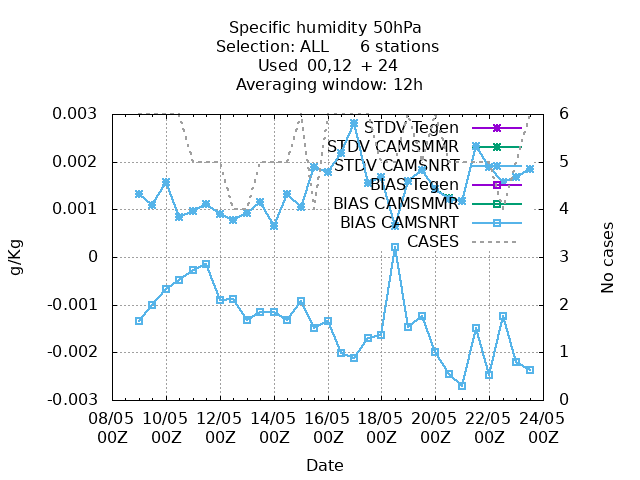 Specific humidity 50hPa
Selection: ALL 6 stations
Used 00,12 + 24
Averaging window: 12h
0.003
0.002
0.001
0
-0.001
-0.002
-0.003
g/Kg
6
5
4
3
2
1
0
No cases
STDV Tegen
STDV CAMSMMR
STDV CAMSNRT
BIAS Tegen
BIAS CAMSMMR
BIAS CAMSNRT
CASES
08/05 10/05 12/05 14/05 16/05 18/05 20/05 22/05 24/05
00Z 00Z 00Z 00Z 00Z 00Z 00Z 00Z 00Z
Date